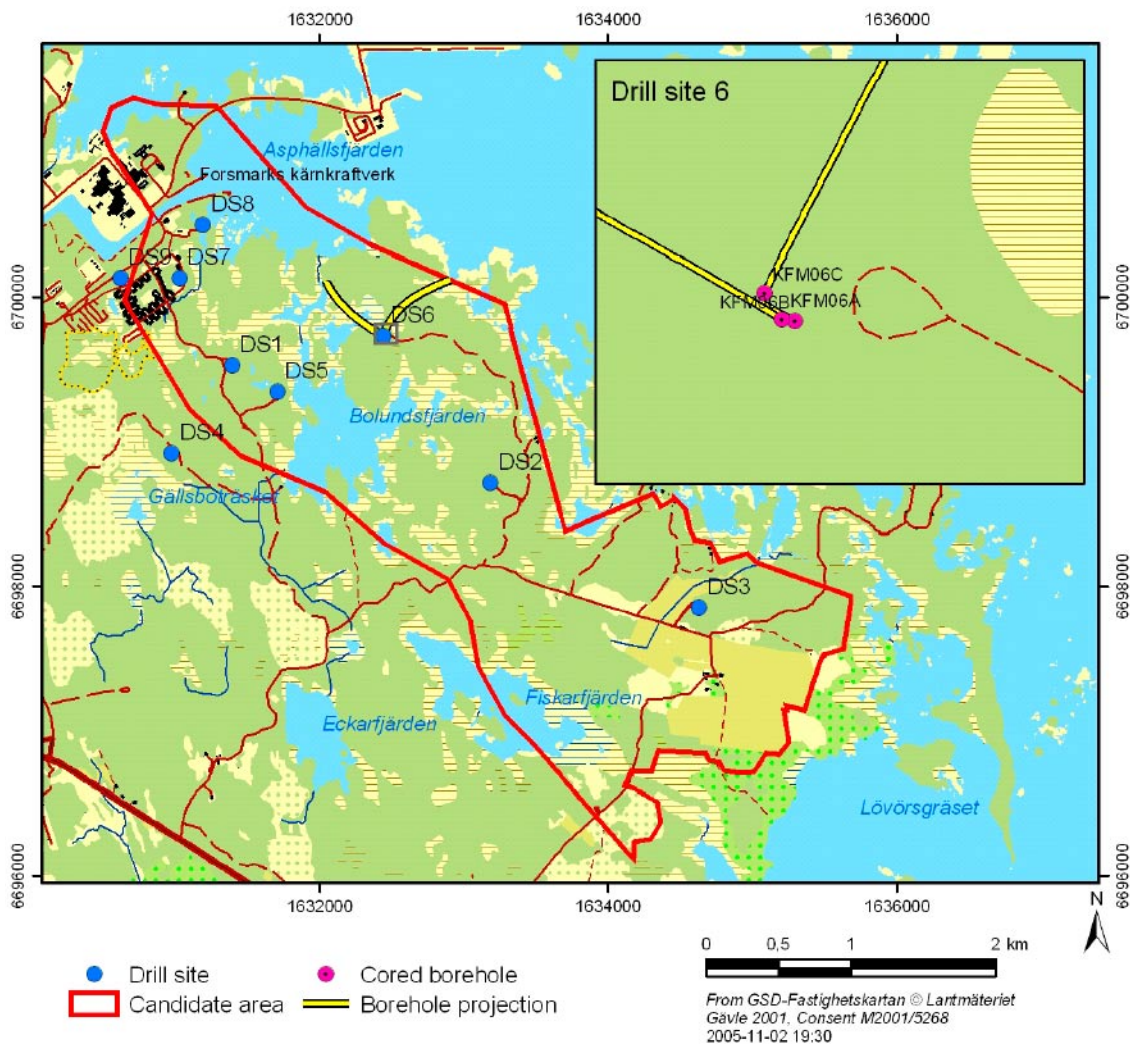 1632000
1634000
1636000
Drill site 6
Asphällsfjärden
Forsmarks kärnkraftverk
DS8
DS9
DS7
KFM06C
KFM06B
KFM06A
6700000
6700000
DS6
DS1
DS5
Bolundsfjärden
DS4
DS2
Gällsboträsket
6698000
6698000
DS3
Fiskarfjärden
Eckarfjärden
Lövörsgräset
6696000
6696000
1632000
1634000
1636000
N
0 0,5 1 2 km
Drill site
Cored borehole
Candidate area
Borehole projection
From GSD-Fastighetskartan © Lantmäteriet
Gävle 2001, Consent M2001/5268
2005-11-02 19:30